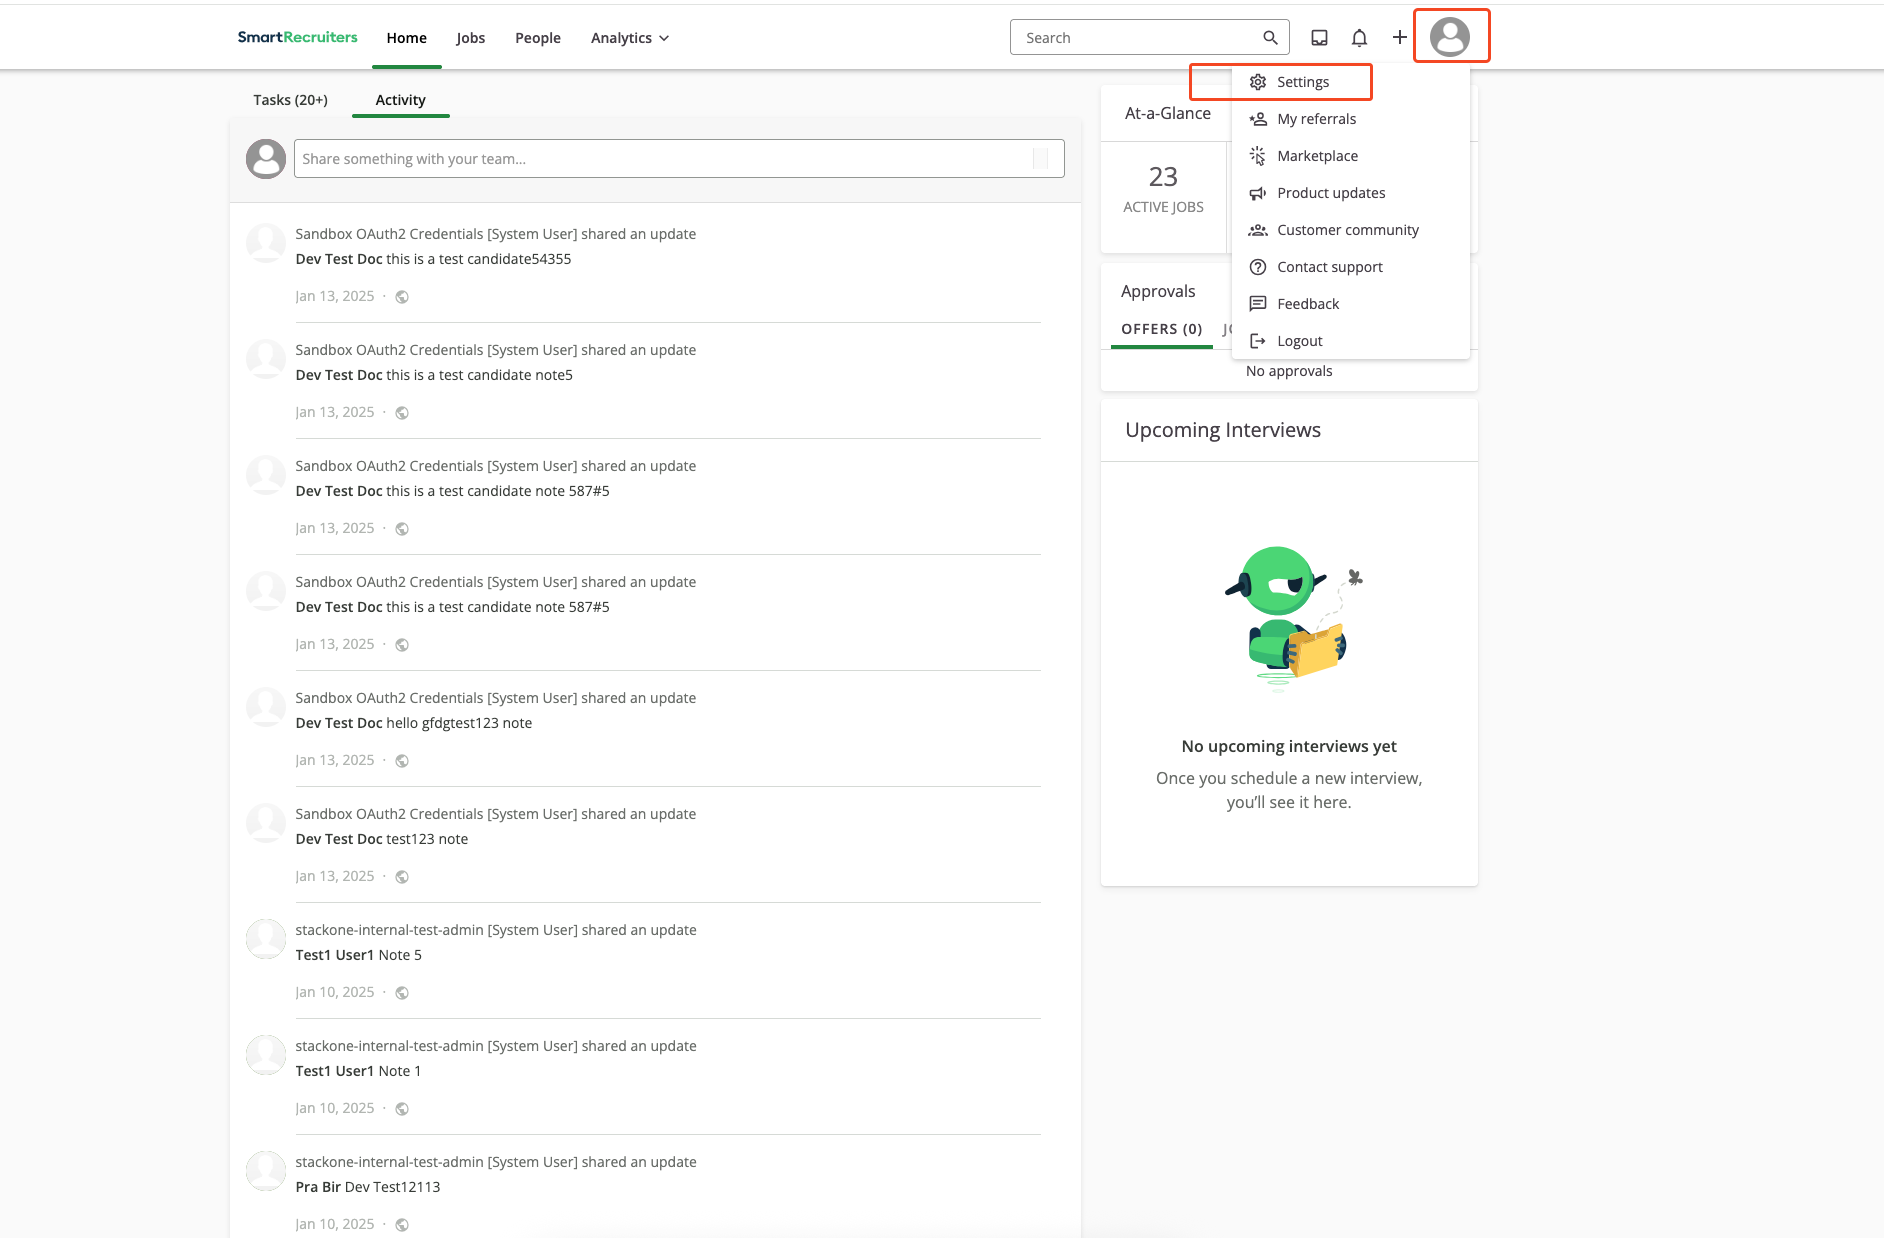 SmartRecruiters
Home
Jobs
People
Analytics
Search
Settings
My referrals
Marketplace
Product updates
Customer community
Contact support
Feedback
Logout
Tasks (20+)
Activity
Share something with your team...
Sandbox OAuth2 Credentials [System User] shared an update
Dev Test Doc this is a test candidate54355
Jan 13, 2025 ·
Sandbox OAuth2 Credentials [System User] shared an update
Dev Test Doc this is a test candidate note5
Jan 13, 2025 ·
Sandbox OAuth2 Credentials [System User] shared an update
Dev Test Doc this is a test candidate note 587#5
Jan 13, 2025 ·
Sandbox OAuth2 Credentials [System User] shared an update
Dev Test Doc this is a test candidate note 587#5
Jan 13, 2025 ·
Sandbox OAuth2 Credentials [System User] shared an update
Dev Test Doc hello gfdgtest123 note
Jan 13, 2025 ·
Sandbox OAuth2 Credentials [System User] shared an update
Dev Test Doc test123 note
Jan 13, 2025 ·
stackone-internal-test-admin [System User] shared an update
Test1 User1 Note 5
Jan 10, 2025 ·
stackone-internal-test-admin [System User] shared an update
Test1 User1 Note 1
Jan 10, 2025 ·
stackone-internal-test-admin [System User] shared an update
Pra Bir Dev Test12113
Jan 10, 2025 ·
At-a-Glance
23
ACTIVE JOBS
Approvals
OFFERS (0)
No approvals
Upcoming Interviews
No upcoming interviews yet
Once you schedule a new interview,
you'll see it here.